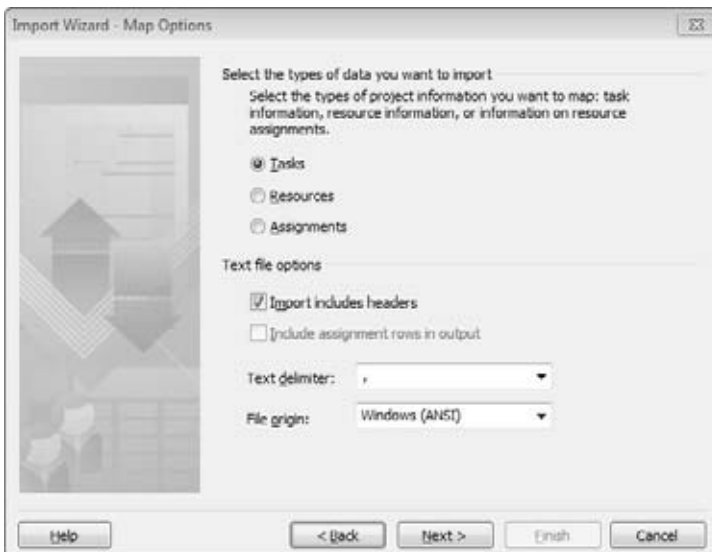 Import Wizard - Map Options
Select the types of data you want to import
Select the types of project information you want to map: task
information, resource information, or information on resource
assignments.
Tasks
Resources
Assignments
Text file options
Import includes headers
Include assignment rows in output
Text delimiter: ,
File origin: Windows (ANSI)
Help
< Back
Next >
Finish
Cancel